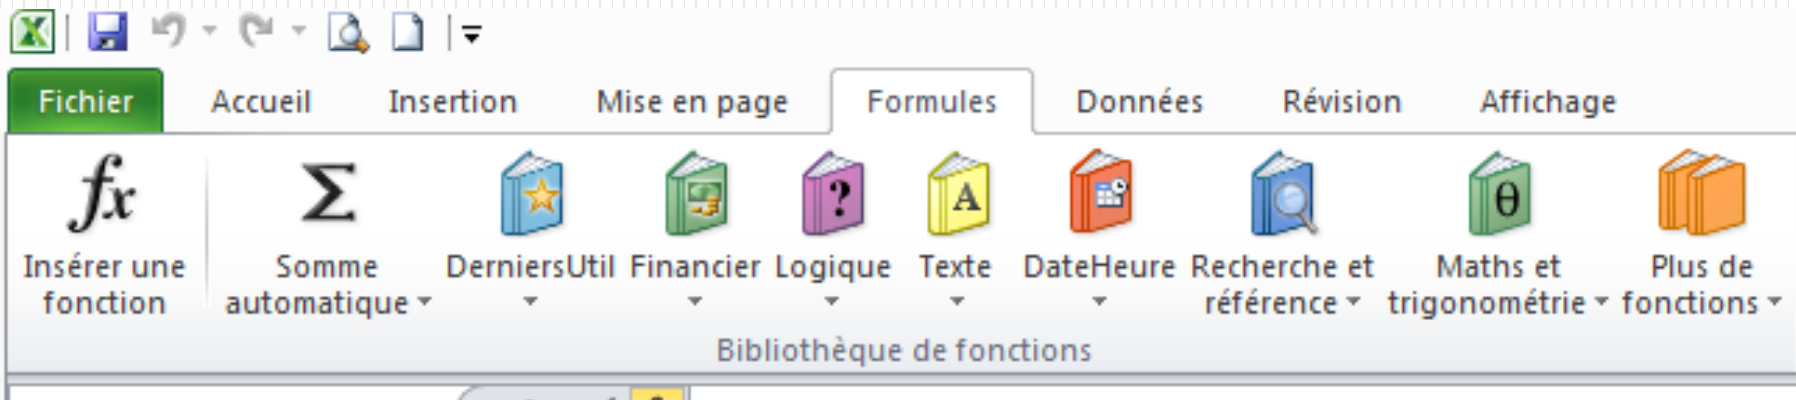 Fichier Accueil Insertion Mise en page Formules Données Révision Affichage
Insérer une fonction
Somme automatique
DerniersUtil
Financier
Logique
Texte
DateHeure
Recherche et référence
Maths et trigonométrie
Plus de fonctions
Bibliothèque de fonctions